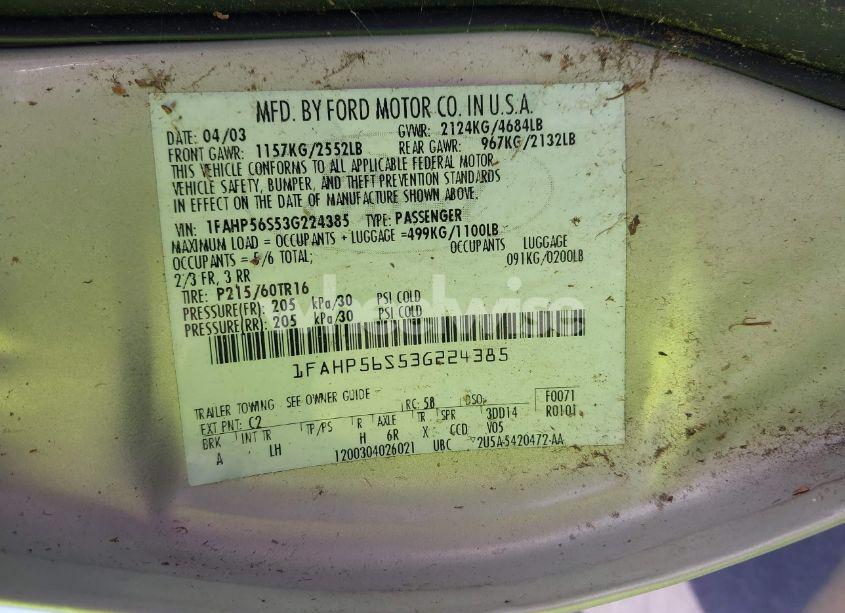 MFD. BY FORD MOTOR CO. IN U.S.A.
DATE: 04/03 GVWR: 2124KG/4684LB
FRONT GAWR: 1157KG/2552LB REAR GAWR: 967KG/2132LB
THIS VEHICLE CONFORMS TO ALL APPLICABLE FEDERAL MOTOR
VEHICLE SAFETY, BUMPER, AND THEFT PREVENTION STANDARDS
IN EFFECT ON THE DATE OF MANUFACTURE SHOWN ABOVE.
VIN: 1FAHP56S53G224385 TYPE: PASSENGER
MAXIMUM LOAD = OCCUPANTS + LUGGAGE =499KG/1100LB
OCCUPANTS = 5/6 TOTAL; OCCUPANTS LUGGAGE
2/3 FR, 3 RR 091KG/0200LB
TIRE: P215/60TR16
PRESSURE(FR): 205 kPa/30 PSI COLD
PRESSURE(RR): 205 kPa/30 PSI COLD
wheelwise
1FAHP56S53G224385
TRAILER TOWING - SEE OWNER GUIDE -
EXT PNT: C2 RC: 58 DSO: F0071
BRK INT TR TP/PS R AXLE TR SPR 3DD14 R0101
A LH H 6R X CCD V05
1200304026021 UBC 2U5A-5420472-AA